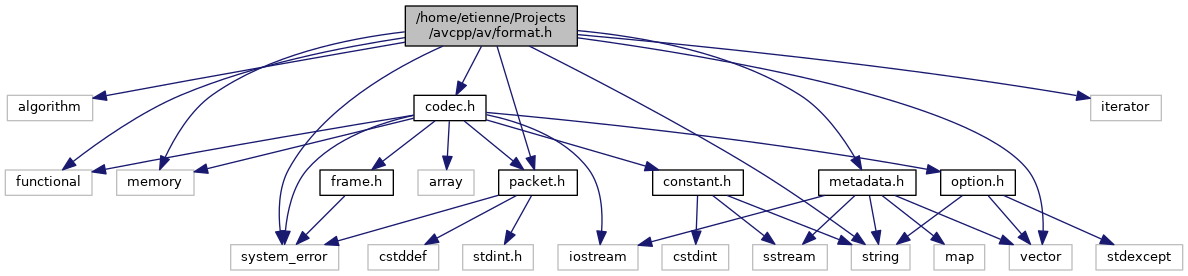 /home/etienne/Projects
/avcpp/av/format.h
algorithm
codec.h
iterator
functional
memory
frame.h
array
packet.h
constant.h
metadata.h
option.h
system_error
cstddef
stdint.h
iostream
cstdint
sstream
string
map
vector
stdexcept